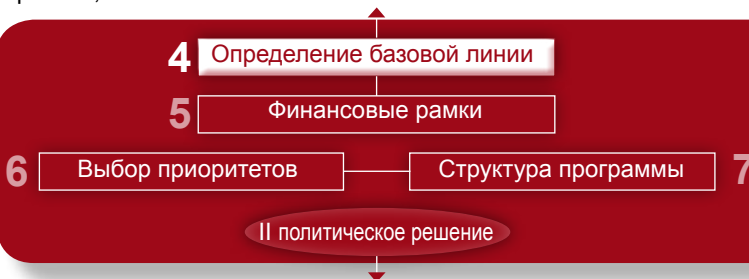 4 Определение базовой линии
5 Финансовые рамки
6 Выбор приоритетов Структура программы 7
II политическое решение